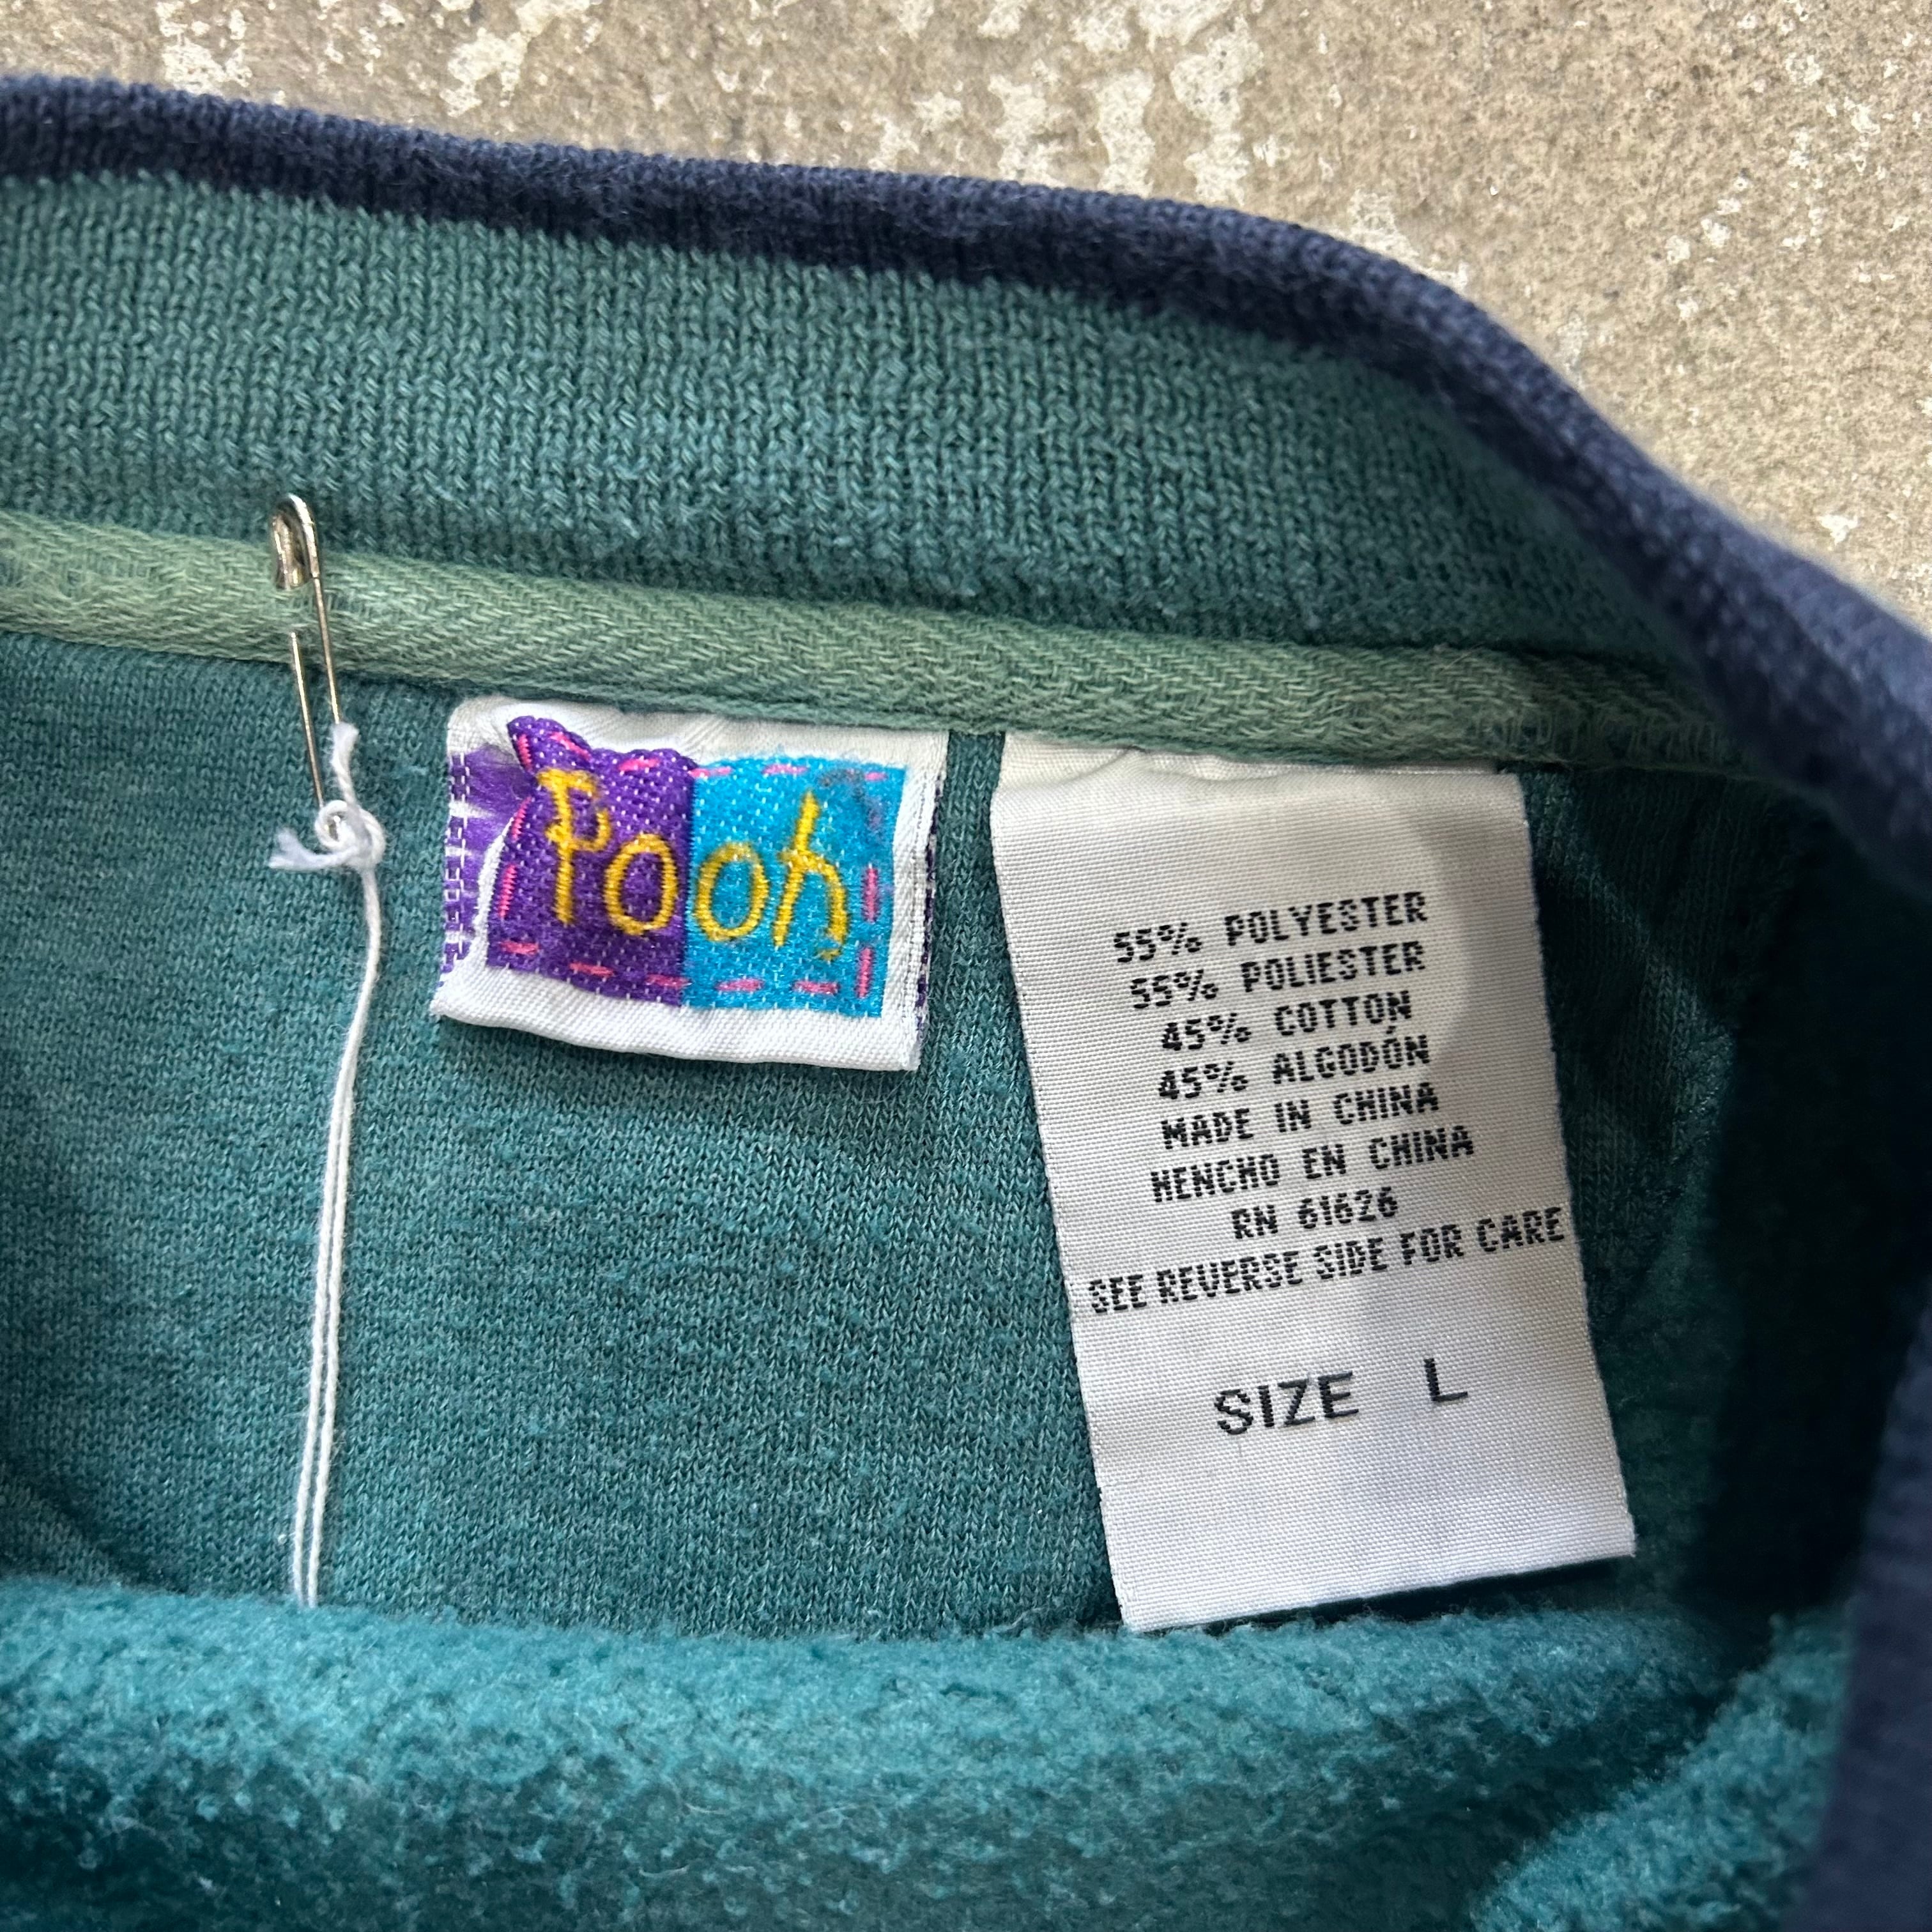 Pooh
55% POLYESTER
55% POLIESTER
45% COTTON
45% ALGODÓN
MADE IN CHINA
HENCHO EN CHINA
RN 61626
SEE REVERSE SIDE FOR CARE
SIZE L